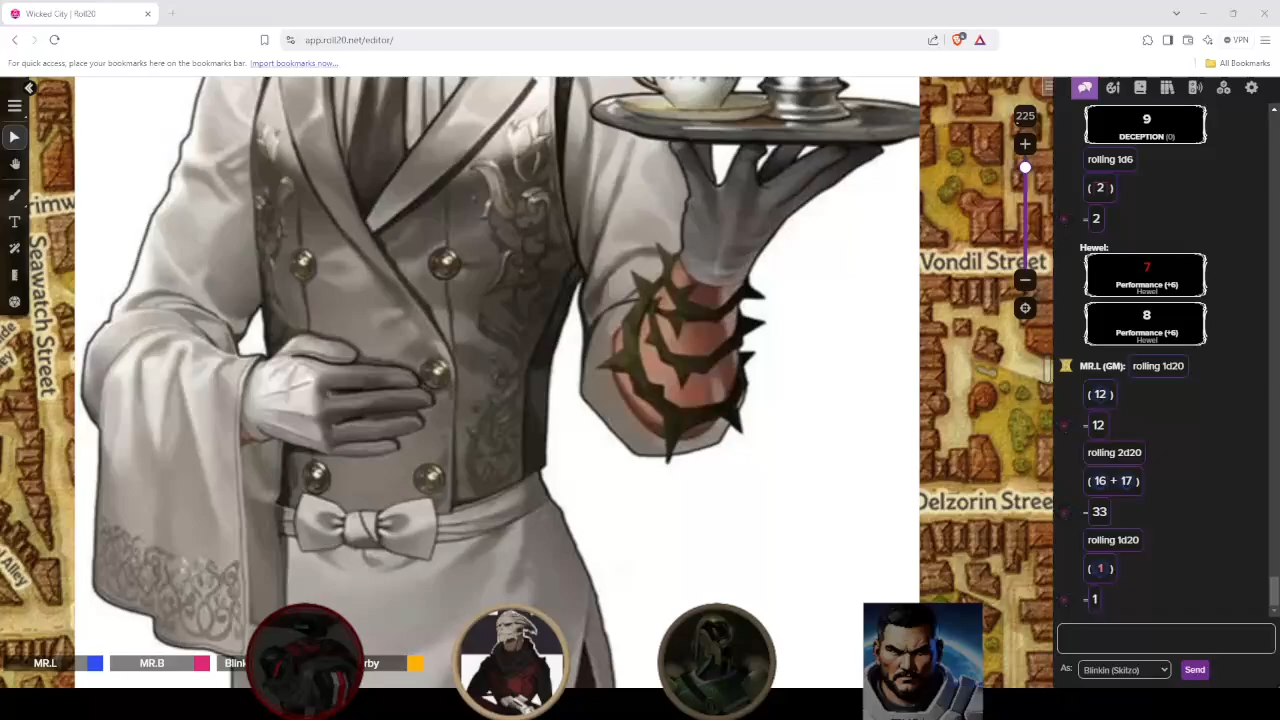 Wicked City | Roll20
app.roll20.net/editor/
VPN
For quick access, place your bookmarks here on the bookmarks bar. Import bookmarks now...
All Bookmarks
225
Seawatch Street
Vondil Street
Delzorin Street
Alley
9
DECEPTION (0)
rolling 1d6
( 2 )
= 2
Hewel:
7
Performance (+6)
Hewel
8
Performance (+6)
Hewel
MR.L (GM): rolling 1d20
( 12 )
= 12
rolling 2d20
( 16 + 17 )
= 33
rolling 1d20
( 1 )
= 1
As: Blinkin (Skitzo) Send
MR.L
MR.B